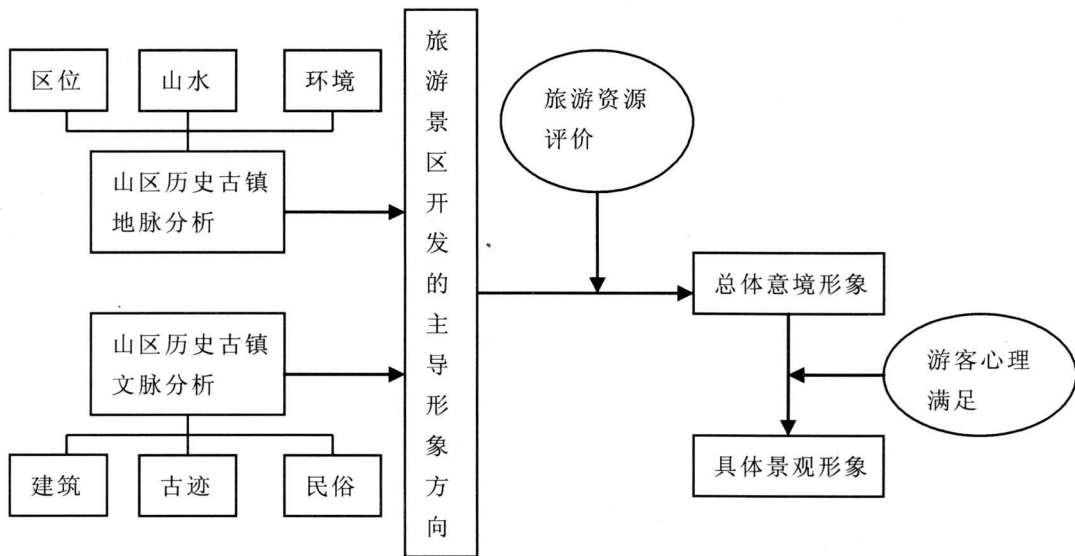 区位
山水
环境
山区历史古镇
地脉分析
山区历史古镇
文脉分析
建筑
古迹
民俗
旅游景区开发的主导形象方向
旅游资源
评价
总体意境形象
游客心理
满足
具体景观形象